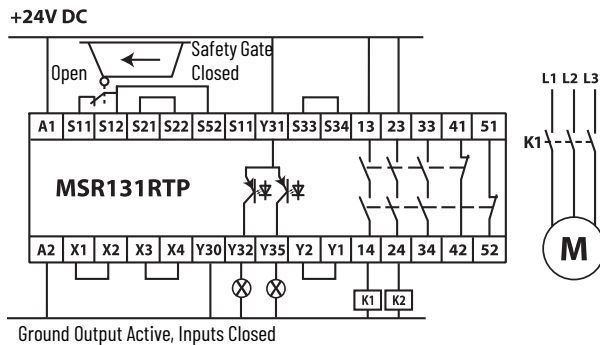 +24V DC
Safety Gate
Open
Closed
A1 S11 S12 S21 S22 S52 S11 Y31 S33 S34 13 23 33 41 51
L1 L2 L3
K1
MSR131RTP
M
A2 X1 X2 X3 X4 Y30 Y32 Y35 Y2 Y1 14 24 34 42 52
K1 K2
Ground Output Active, Inputs Closed